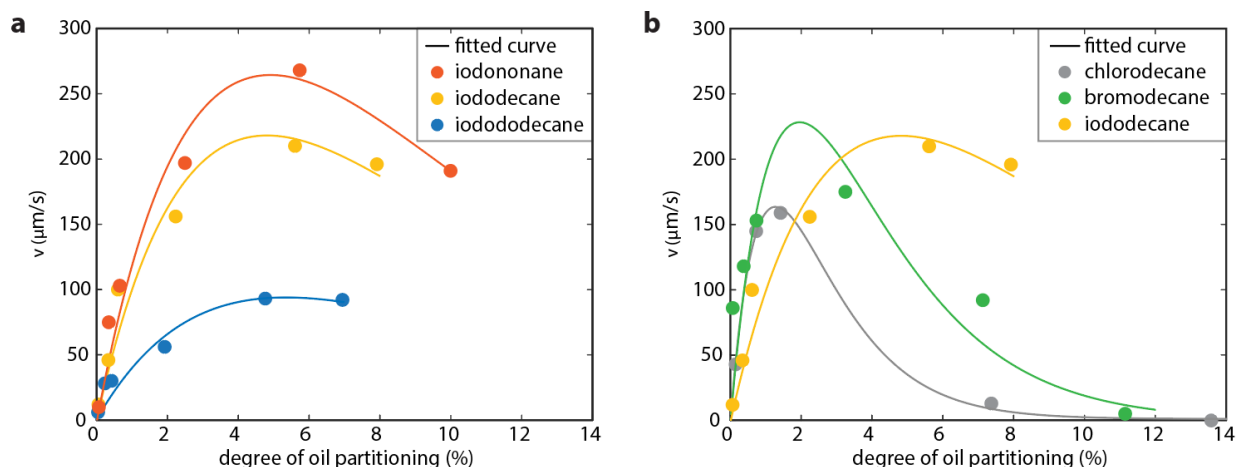 a
300
250
200
150
100
50
0
v (µm/s)
fitted curve
iodononane
iododecane
iodododecane
0 2 4 6 8 10 12 14
degree of oil partitioning (%)
b
300
250
200
150
100
50
0
v (µm/s)
fitted curve
chlorodecane
bromodecane
iododecane
0 2 4 6 8 10 12 14
degree of oil partitioning (%)